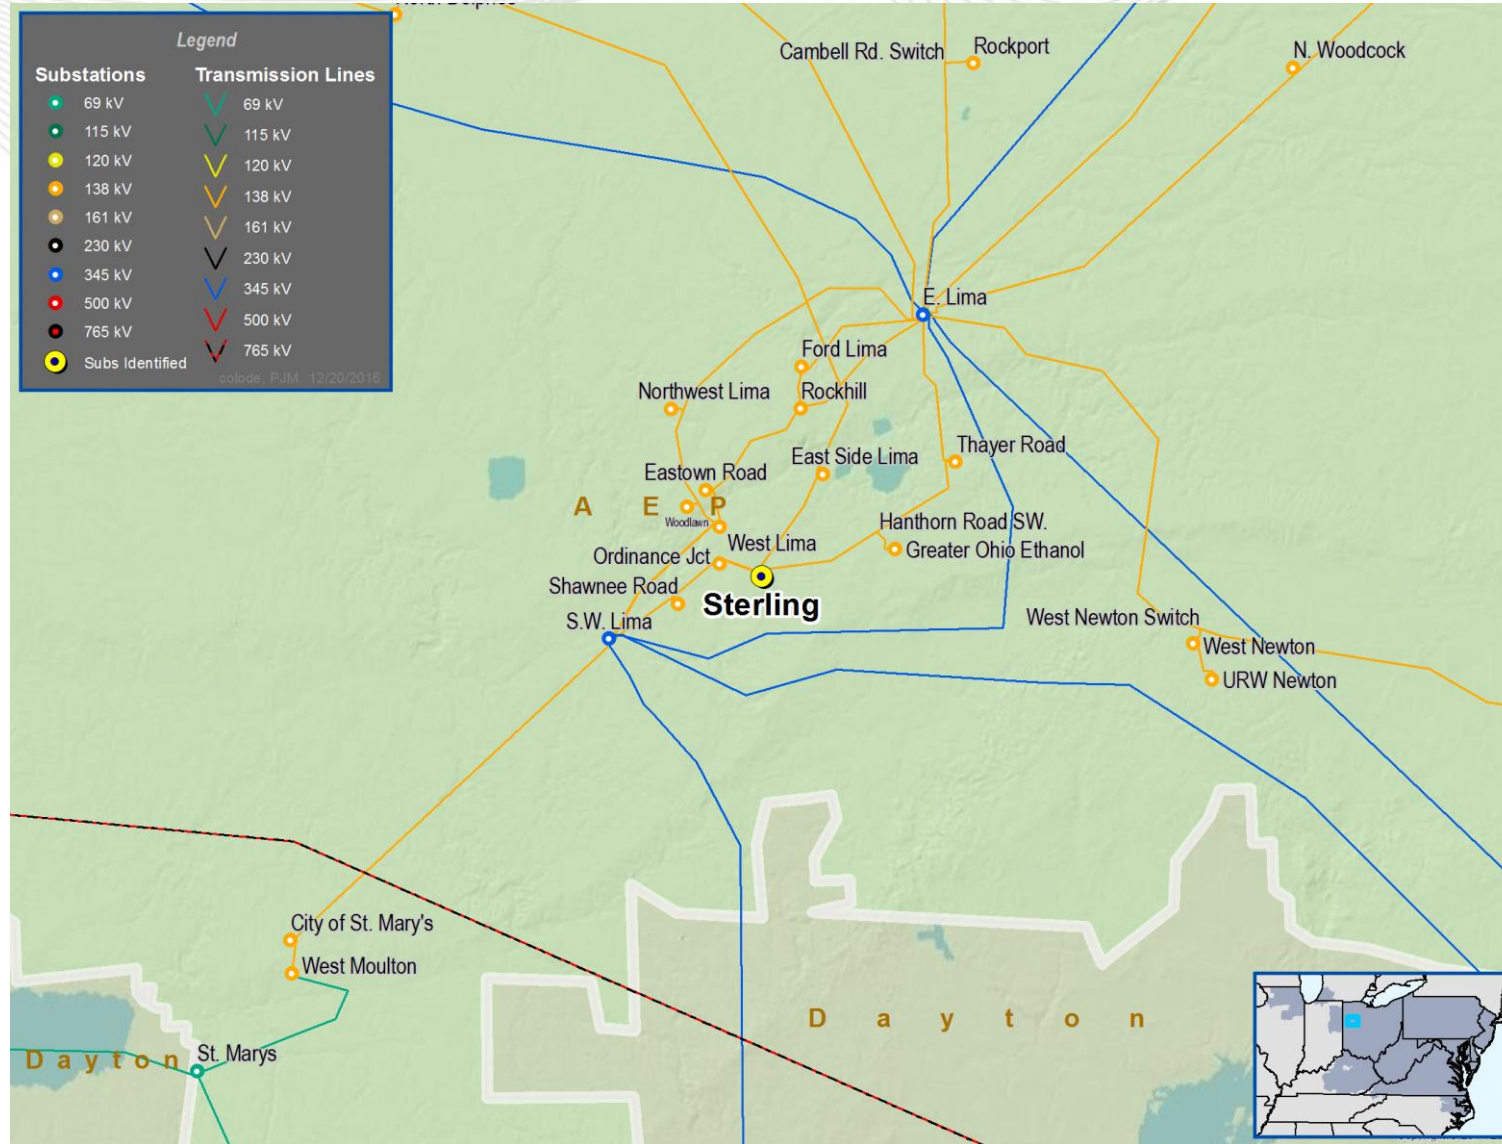 North Delphos
Legend
Substations
Transmission Lines
69 kV
69 kV
115 kV
115 kV
120 kV
120 kV
138 kV
138 kV
161 kV
161 kV
230 kV
230 kV
345 kV
345 kV
500 kV
500 kV
765 kV
765 kV
Subs Identified
colode, PJM 12/20/2016
Cambell Rd. Switch
Rockport
N. Woodcock
E. Lima
Ford Lima
Northwest Lima
Rockhill
Thayer Road
East Side Lima
Eastown Road
A E P
Woodlawn
Hanthorn Road SW.
West Lima
Greater Ohio Ethanol
Ordinance Jct
Shawnee Road
Sterling
S.W. Lima
West Newton Switch
West Newton
URW Newton
City of St. Mary's
West Moulton
Dayton
Dayton
St. Marys